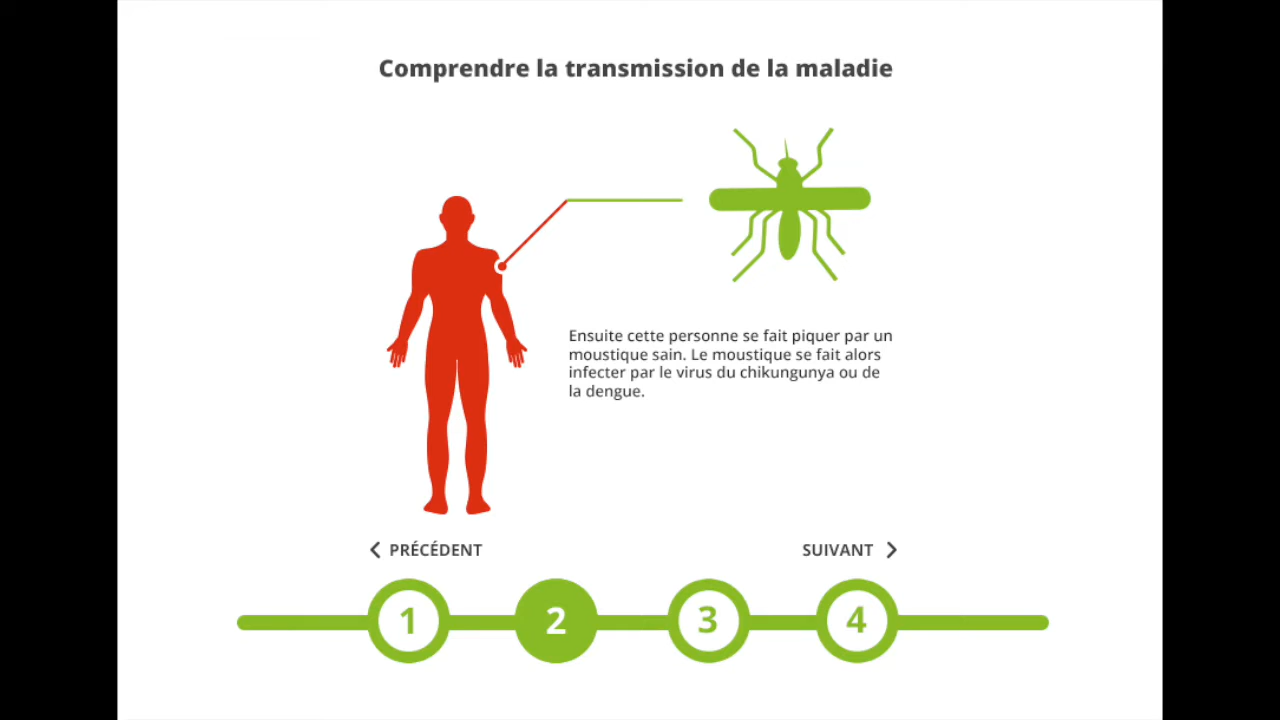 Comprendre la transmission de la maladie
Ensuite cette personne se fait piquer par un
moustique sain. Le moustique se fait alors
infecter par le virus du chikungunya ou de
la dengue.
PRÉCÉDENT
SUIVANT
1
2
3
4